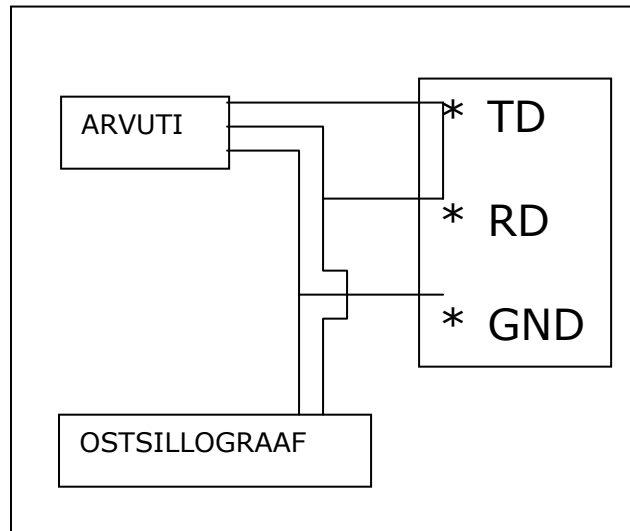 ARVUTI
* TD
* RD
* GND
OSTSILLOGRAAF